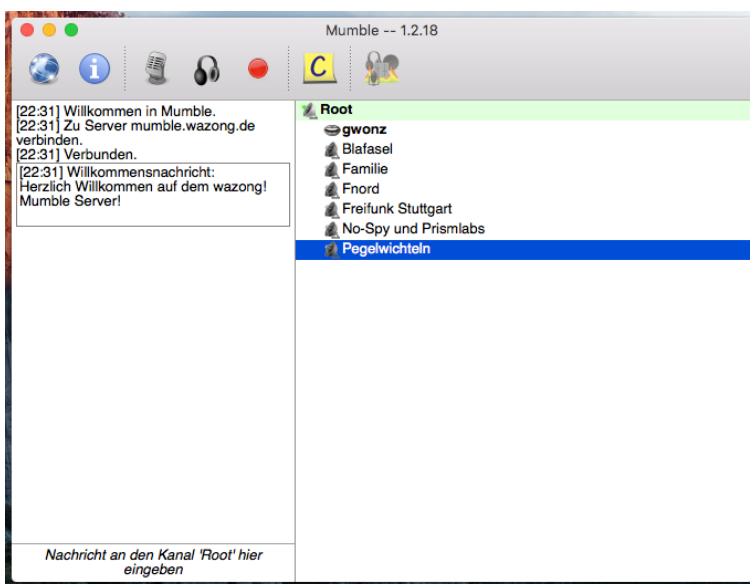 Mumble -- 1.2.18
C
[22:31] Willkommen in Mumble.
[22:31] Zu Server mumble.wazong.de
verbinden.
[22:31] Verbunden.
[22:31] Willkommensnachricht:
Herzlich Willkommen auf dem wazong!
Mumble Server!
Nachricht an den Kanal 'Root' hier
eingeben
Root
gwonz
Blafasel
Familie
Fnord
Freifunk Stuttgart
No-Spy und Prismlabs
Pegelwichteln